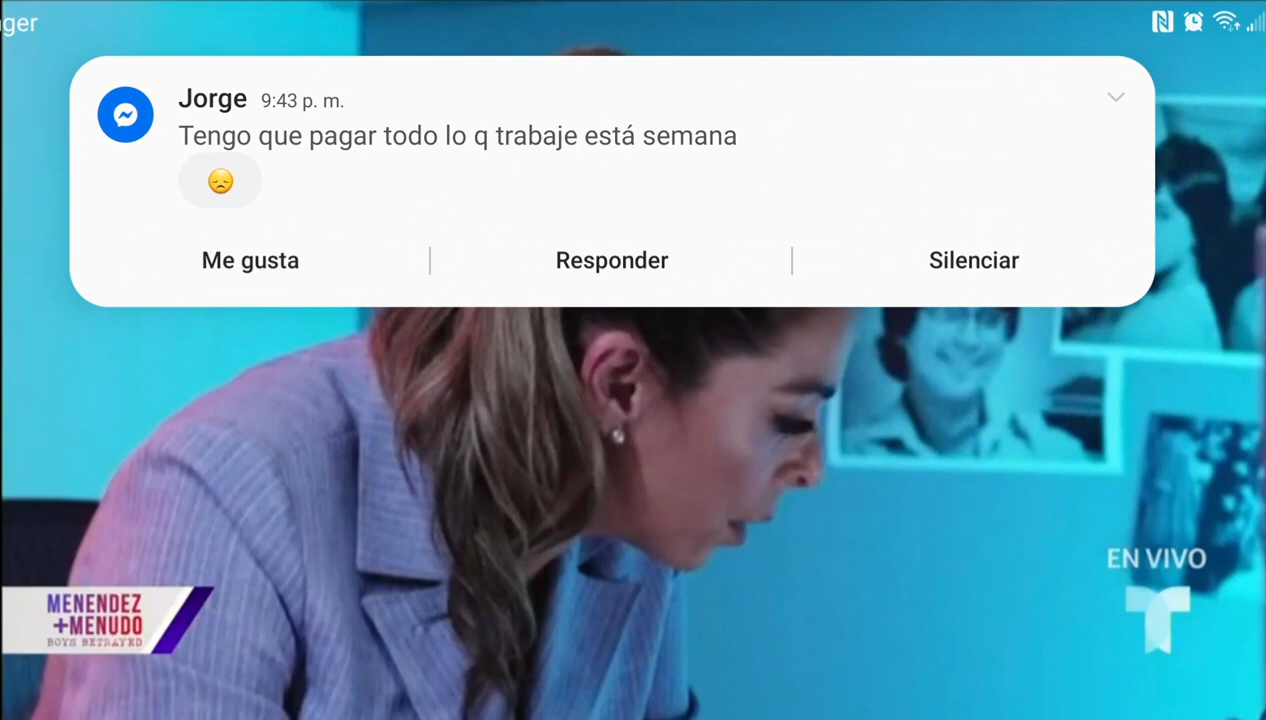 ger
Jorge 9:43 p. m.
Tengo que pagar todo lo q trabaje está semana
Me gusta
Responder
Silenciar
EN VIVO
MENENDEZ
+MENUDO
BOYS BETRAYED